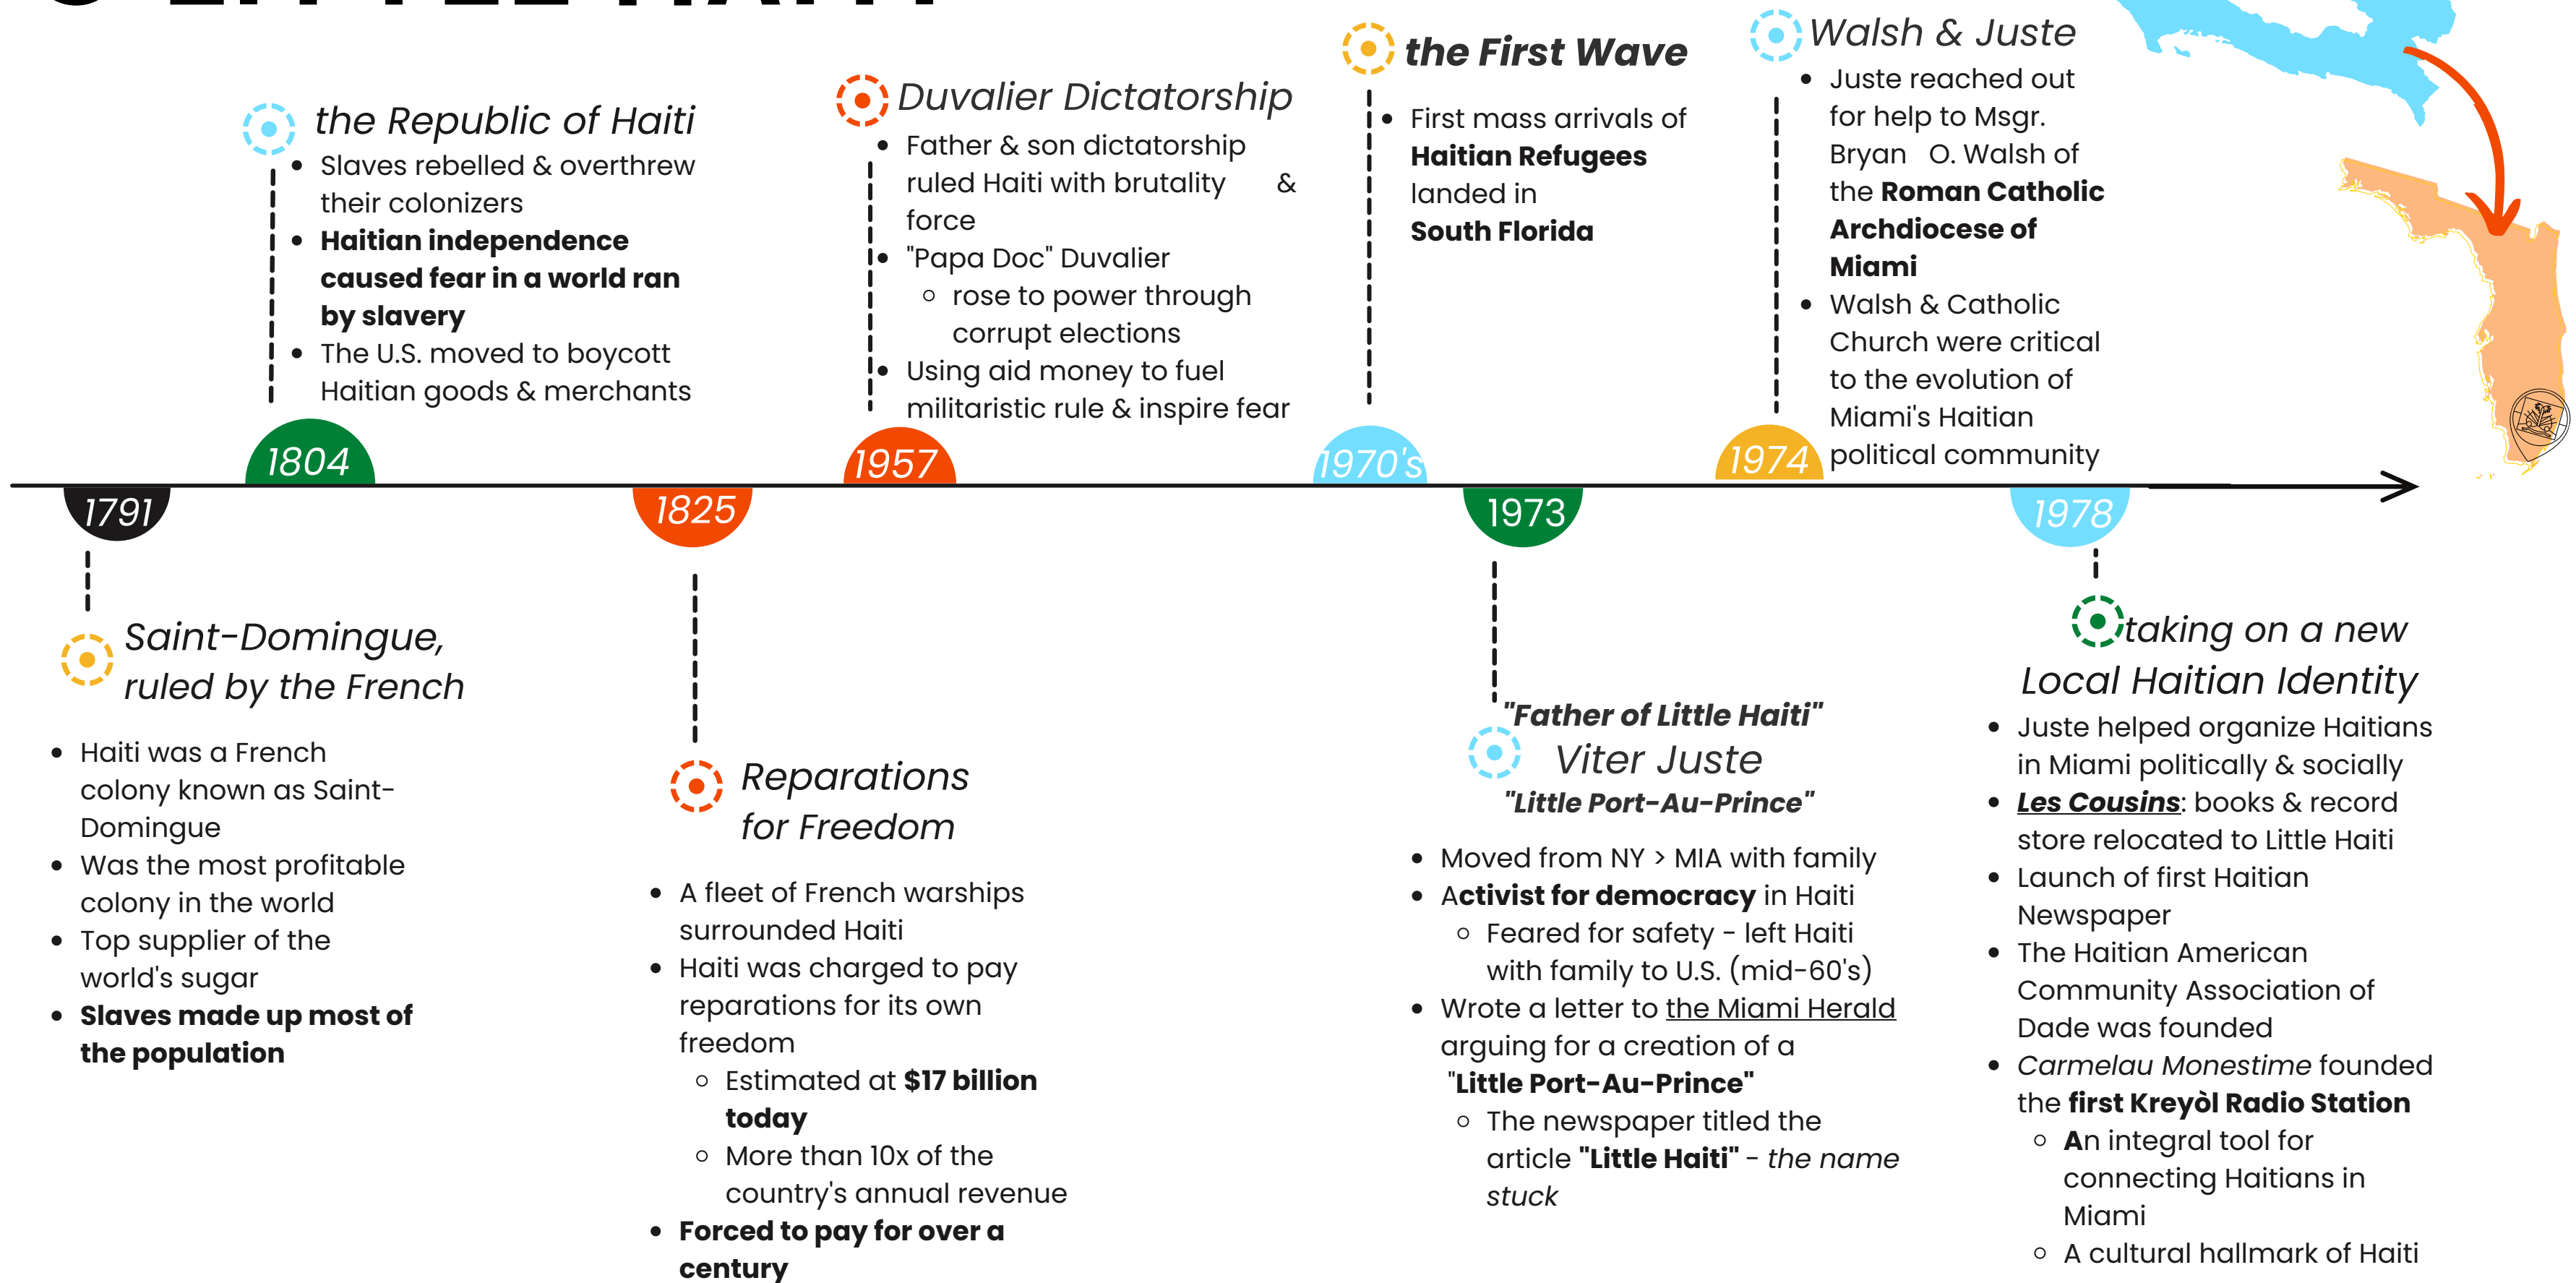 LITTLE HAITI
the Republic of Haiti
• Slaves rebelled & overthrew
their colonizers
• Haitian independence
caused fear in a world ran
by slavery
• The U.S. moved to boycott
Haitian goods & merchants
1804
Duvalier Dictatorship
• Father & son dictatorship
ruled Haiti with brutality &
force
• "Papa Doc" Duvalier
○ rose to power through
corrupt elections
• Using aid money to fuel
militaristic rule & inspire fear
1957
the First Wave
• First mass arrivals of
Haitian Refugees
landed in
South Florida
1970's
Walsh & Juste
• Juste reached out
for help to Msgr.
Bryan O. Walsh of
the Roman Catholic
Archdiocese of
Miami
• Walsh & Catholic
Church were critical
to the evolution of
Miami's Haitian
political community
1974
1791
Saint-Domingue,
ruled by the French
• Haiti was a French
colony known as Saint-
Domingue
• Was the most profitable
colony in the world
• Top supplier of the
world's sugar
• Slaves made up most of
the population
1825
Reparations
for Freedom
• A fleet of French warships
surrounded Haiti
• Haiti was charged to pay
reparations for its own
freedom
○ Estimated at $17 billion
today
○ More than 10x of the
country's annual revenue
• Forced to pay for over a
century
1973
"Father of Little Haiti"
Viter Juste
"Little Port-Au-Prince"
• Moved from NY > MIA with family
• Activist for democracy in Haiti
○ Feared for safety - left Haiti
with family to U.S. (mid-60's)
• Wrote a letter to the Miami Herald
arguing for a creation of a
"Little Port-Au-Prince"
○ The newspaper titled the
article "Little Haiti" - the name
stuck
1978
taking on a new
Local Haitian Identity
• Juste helped organize Haitians
in Miami politically & socially
• Les Cousins: books & record
store relocated to Little Haiti
• Launch of first Haitian
Newspaper
• The Haitian American
Community Association of
Dade was founded
• Carmelau Monestime founded
the first Kreyòl Radio Station
○ An integral tool for
connecting Haitians in
Miami
○ A cultural hallmark of Haiti